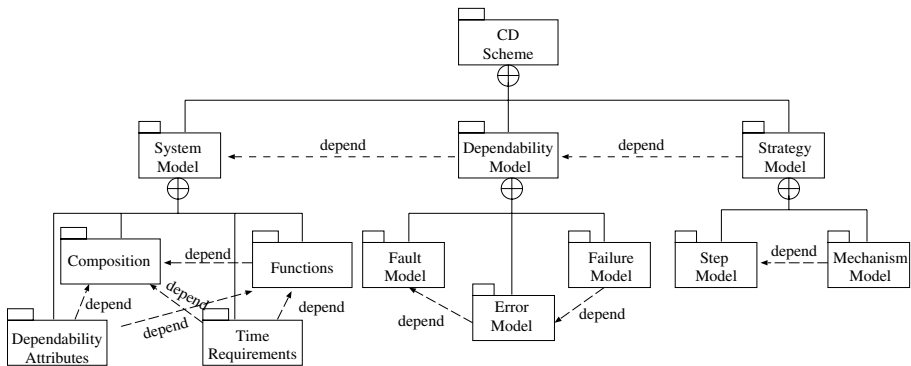 CD
Scheme
System
Model
depend
Dependability
Model
depend
Strategy
Model
Composition
depend
Functions
Fault
Model
Failure
Model
Step
Model
depend
Mechanism
Model
depend
depend
depend
depend
depend
Error
Model
depend
Dependability
Attributes
depend
Time
Requirements